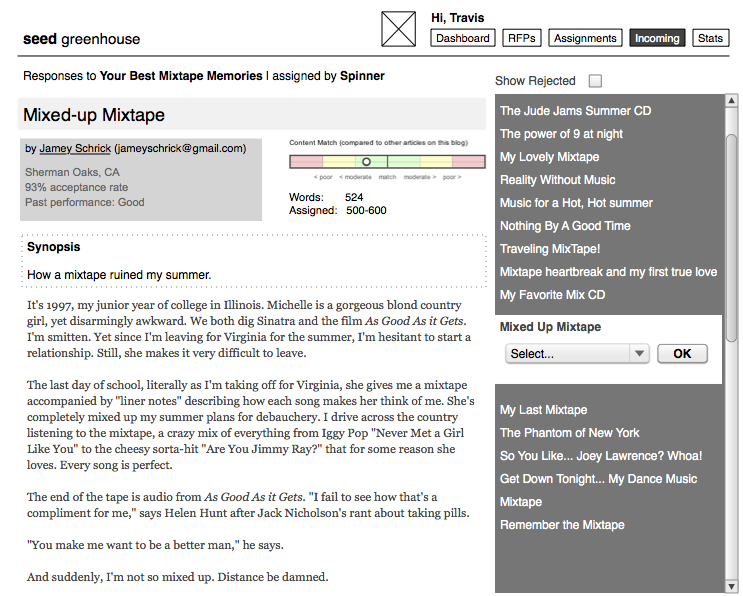 Hi, Travis
seed greenhouse
Dashboard RFPs Assignments Incoming Stats
Responses to Your Best Mixtape Memories | assigned by Spinner
Show Rejected
Mixed-up Mixtape
by Jamey Schrick (jameyschrick@gmail.com)
Sherman Oaks, CA
93% acceptance rate
Past performance: Good
Content Match (compared to other articles on this blog)
< poor < moderate match moderate > poor >
Words: 524
Assigned: 500-600
Synopsis
How a mixtape ruined my summer.
It's 1997, my junior year of college in Illinois. Michelle is a gorgeous blond country
girl, yet disarmingly awkward. We both dig Sinatra and the film As Good As it Gets.
I'm smitten. Yet since I'm leaving for Virginia for the summer, I'm hesitant to start a
relationship. Still, she makes it very difficult to leave.
The last day of school, literally as I'm taking off for Virginia, she gives me a mixtape
accompanied by "liner notes" describing how each song makes her think of me. She's
completely mixed up my summer plans for debauchery. I drive across the country
listening to the mixtape, a crazy mix of everything from Iggy Pop "Never Met a Girl
Like You" to the cheesy sorta-hit "Are You Jimmy Ray?" that for some reason she
loves. Every song is perfect.
The end of the tape is audio from As Good As it Gets. "I fail to see how that's a
compliment for me," says Helen Hunt after Jack Nicholson's rant about taking pills.
"You make me want to be a better man," he says.
And suddenly, I'm not so mixed up. Distance be damned.
The Jude Jams Summer CD
The power of 9 at night
My Lovely Mixtape
Reality Without Music
Music for a Hot, Hot summer
Nothing By A Good Time
Traveling MixTape!
Mixtape heartbreak and my first true love
My Favorite Mix CD
Mixed Up Mixtape
Select... OK
My Last Mixtape
The Phantom of New York
So You Like... Joey Lawrence? Whoa!
Get Down Tonight... My Dance Music
Mixtape
Remember the Mixtape